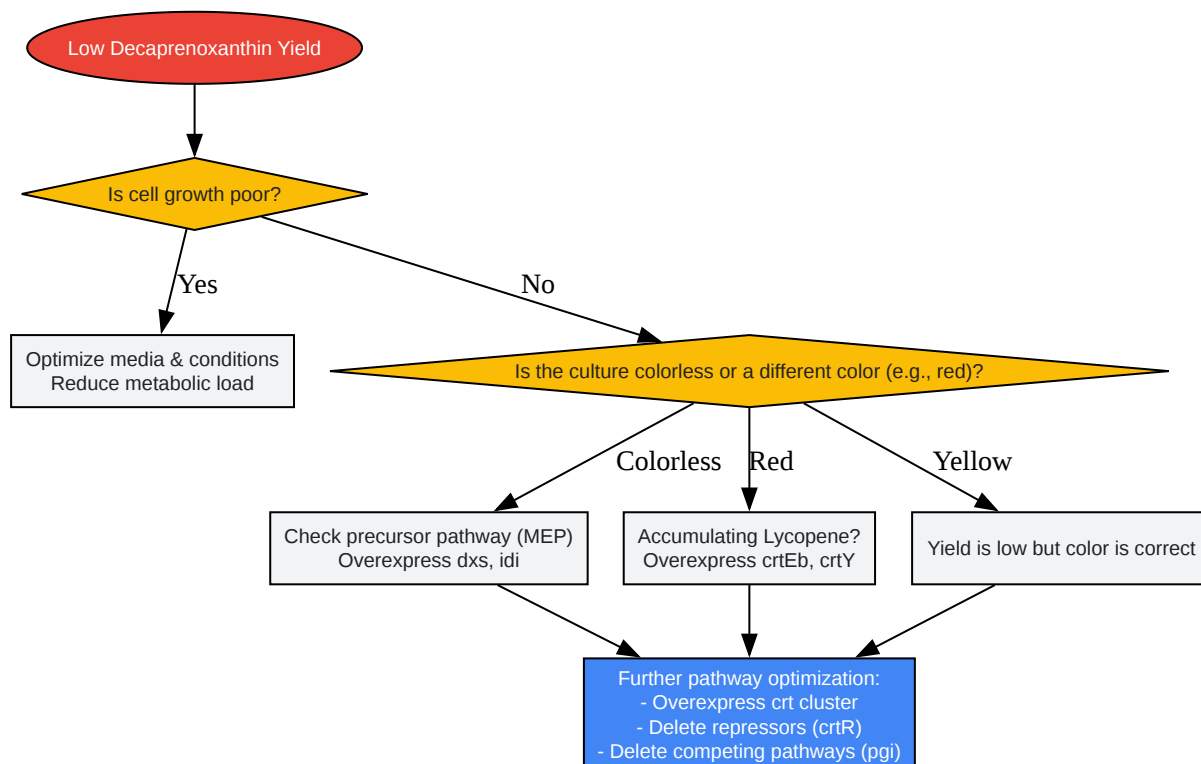 Low Decaprenoxanthin Yield
Is cell growth poor?
Yes
No
Optimize media & conditions
Reduce metabolic load
Is the culture colorless or a different color (e.g., red)?
Colorless
Red
Yellow
Check precursor pathway (MEP)
Overexpress dxs, idi
Accumulating Lycopene?
Overexpress crtEb, crtY
Yield is low but color is correct
Further pathway optimization:
- Overexpress crt cluster
- Delete repressors (crtR)
- Delete competing pathways (pgi)